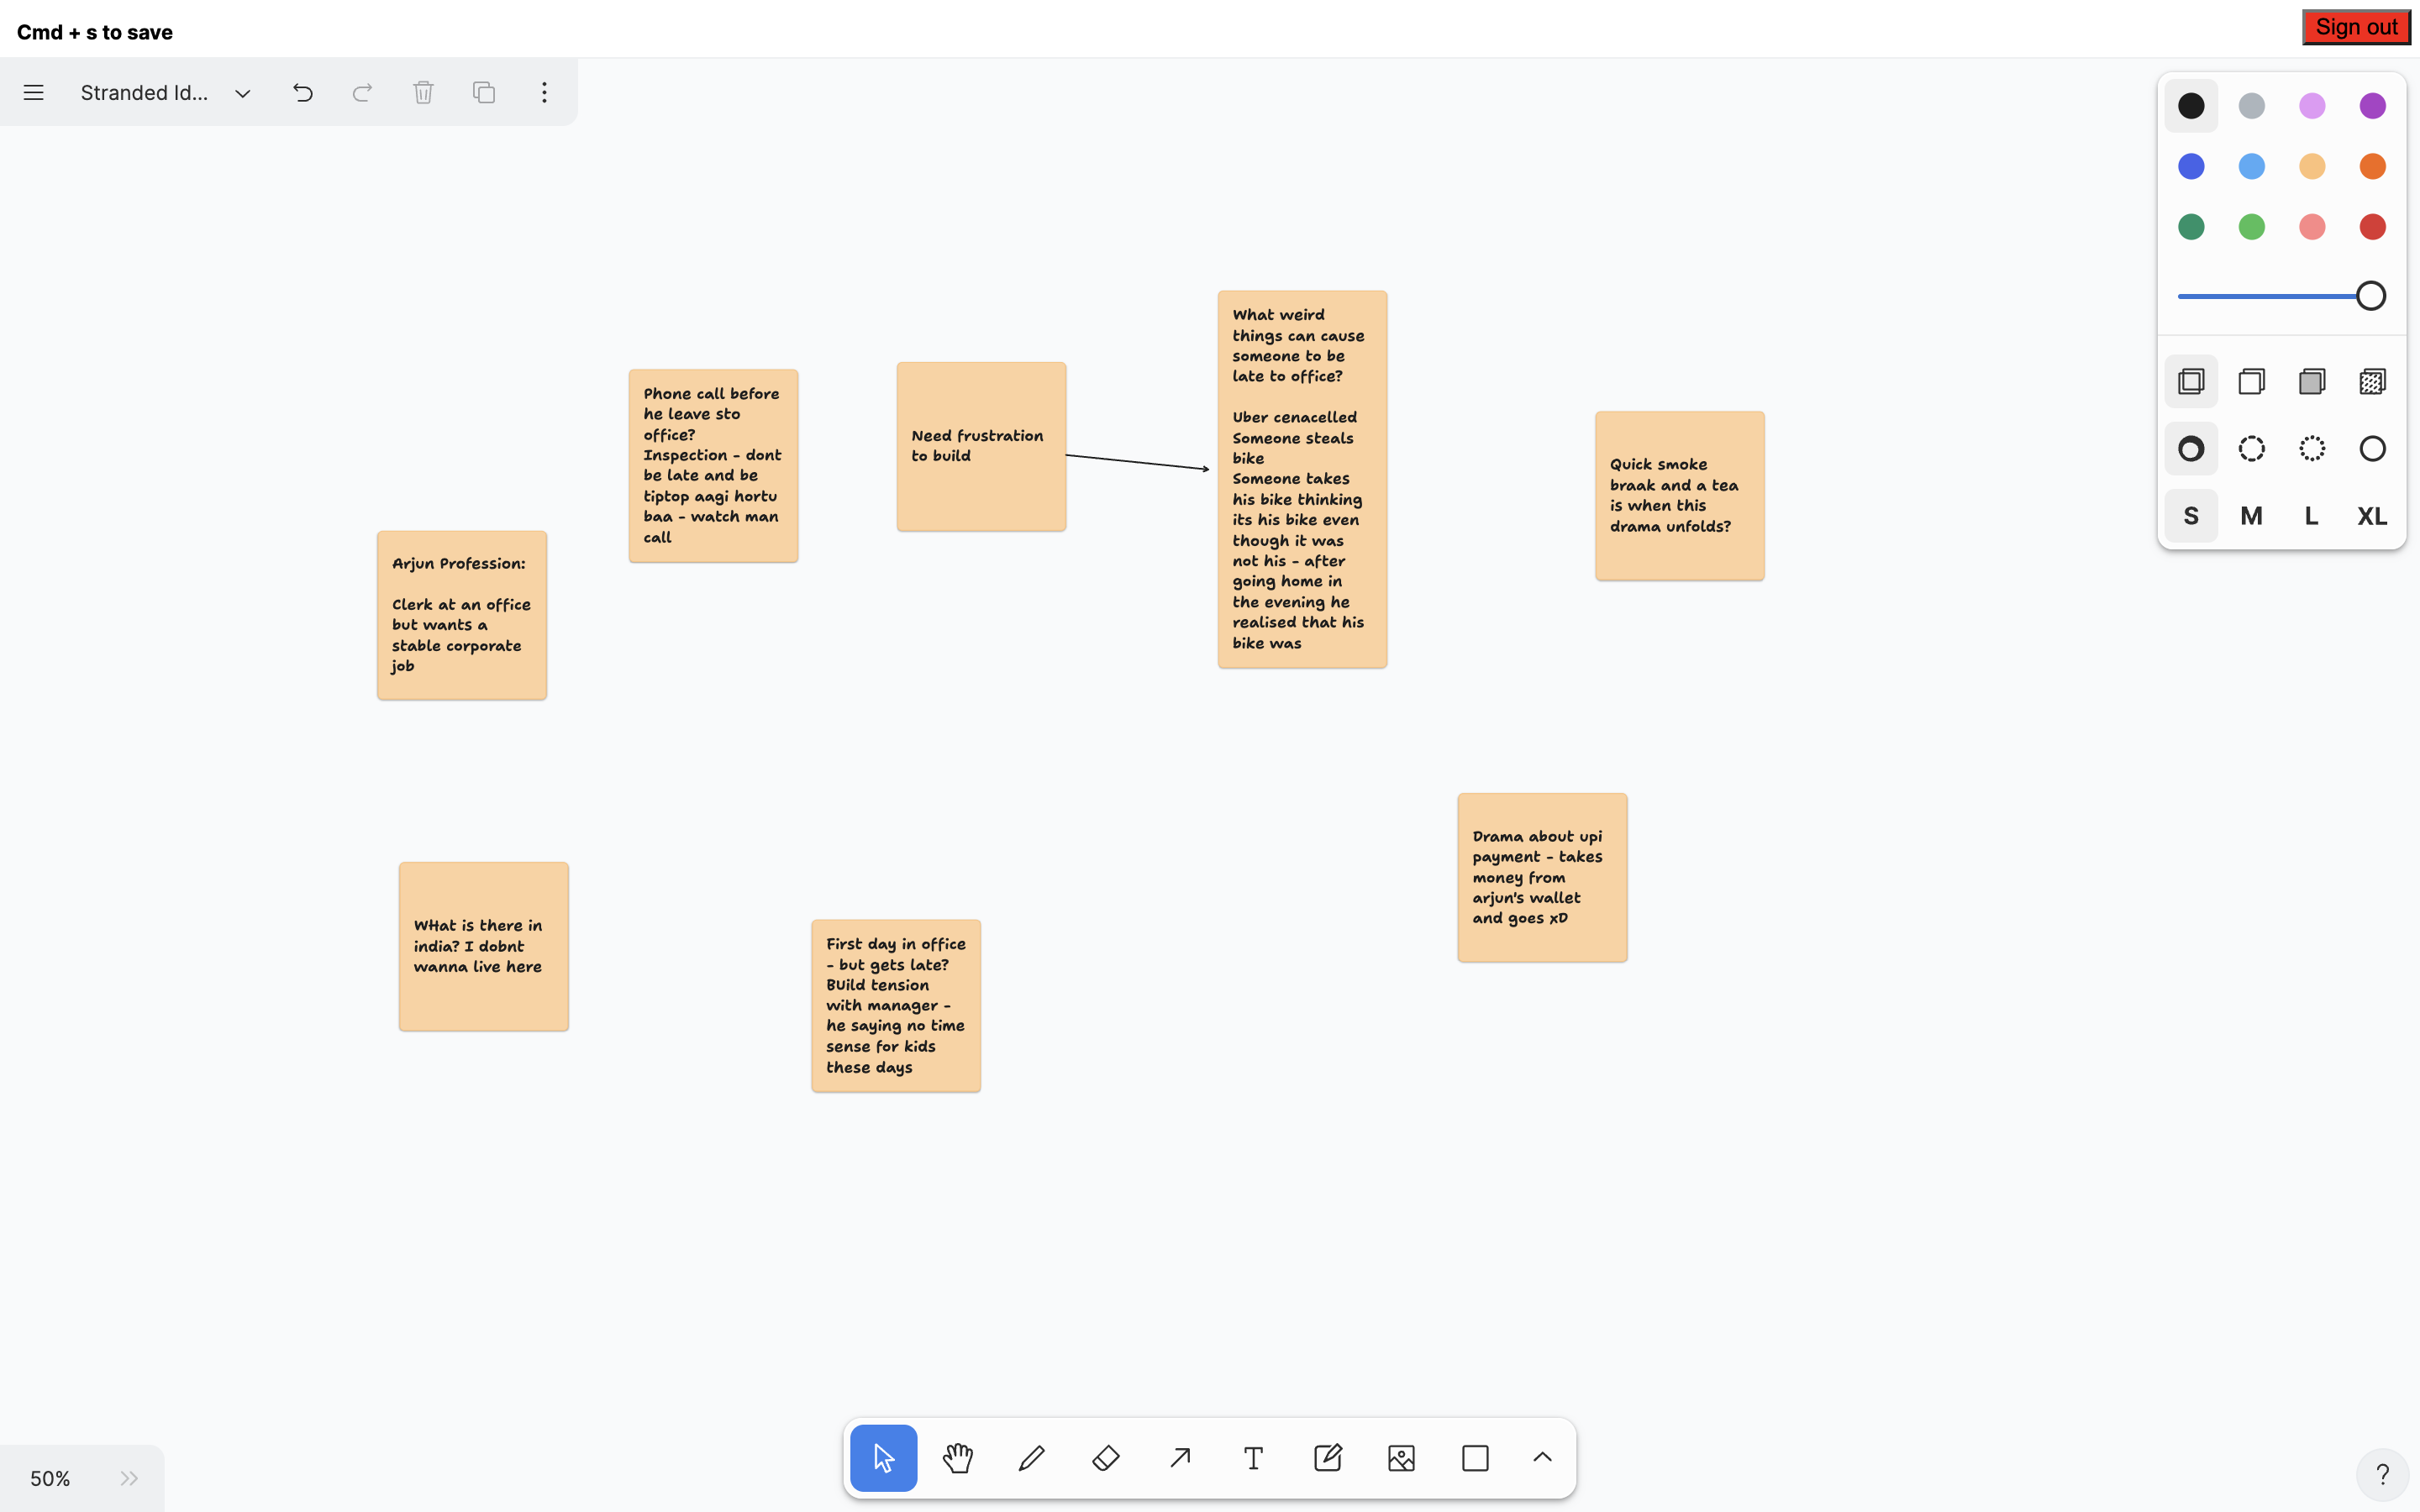 Cmd + s to save
Sign out
Stranded Id...
What weird
things can cause
someone to be
late to office?
Uber cenacelled
Someone steals
bike
Someone takes
his bike thinking
its his bike even
though it was
not his - after
going home in
the evening he
realised that his
bike was
Phone call before
he leave sto
office?
Inspection - dont
be late and be
tiptop aagi hortu
baa - watch man
call
Need frustration
to build
Quick smoke
braak and a tea
is when this
drama unfolds?
Arjun Profession:
Clerk at an office
but wants a
stable corporate
job
Drama about upi
payment - takes
money from
arjun's wallet
and goes xD
WHat is there in
india? I dobnt
wanna live here
First day in office
- but gets late?
BUild tension
with manager -
he saying no time
sense for kids
these days
S M L XL
50%
?